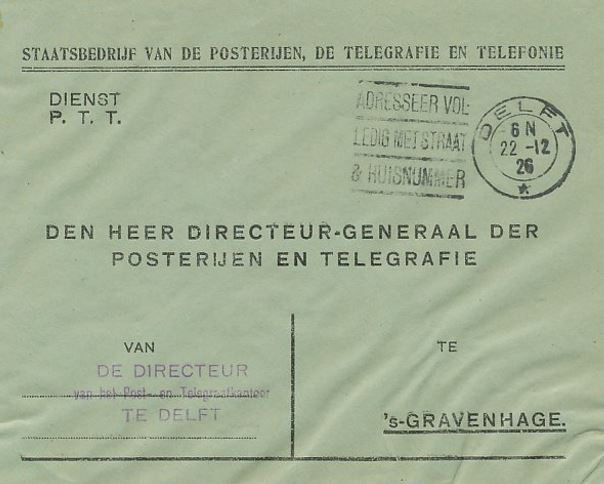 STAATSBEDRIJF VAN DE POSTERIJEN, DE TELEGRAFIE EN TELEFONIE
DIENST
P. T. T.
ADRESSEER VOL
LEDIG MET STRAAT
& HUISNUMMER
DELFT
6 N
22 -12
26
DEN HEER DIRECTEUR-GENERAAL DER
POSTERIJEN EN TELEGRAFIE
VAN
DE DIRECTEUR
van het Post- en Telegraafkantoor
TE DELFT
TE
's-GRAVENHAGE.